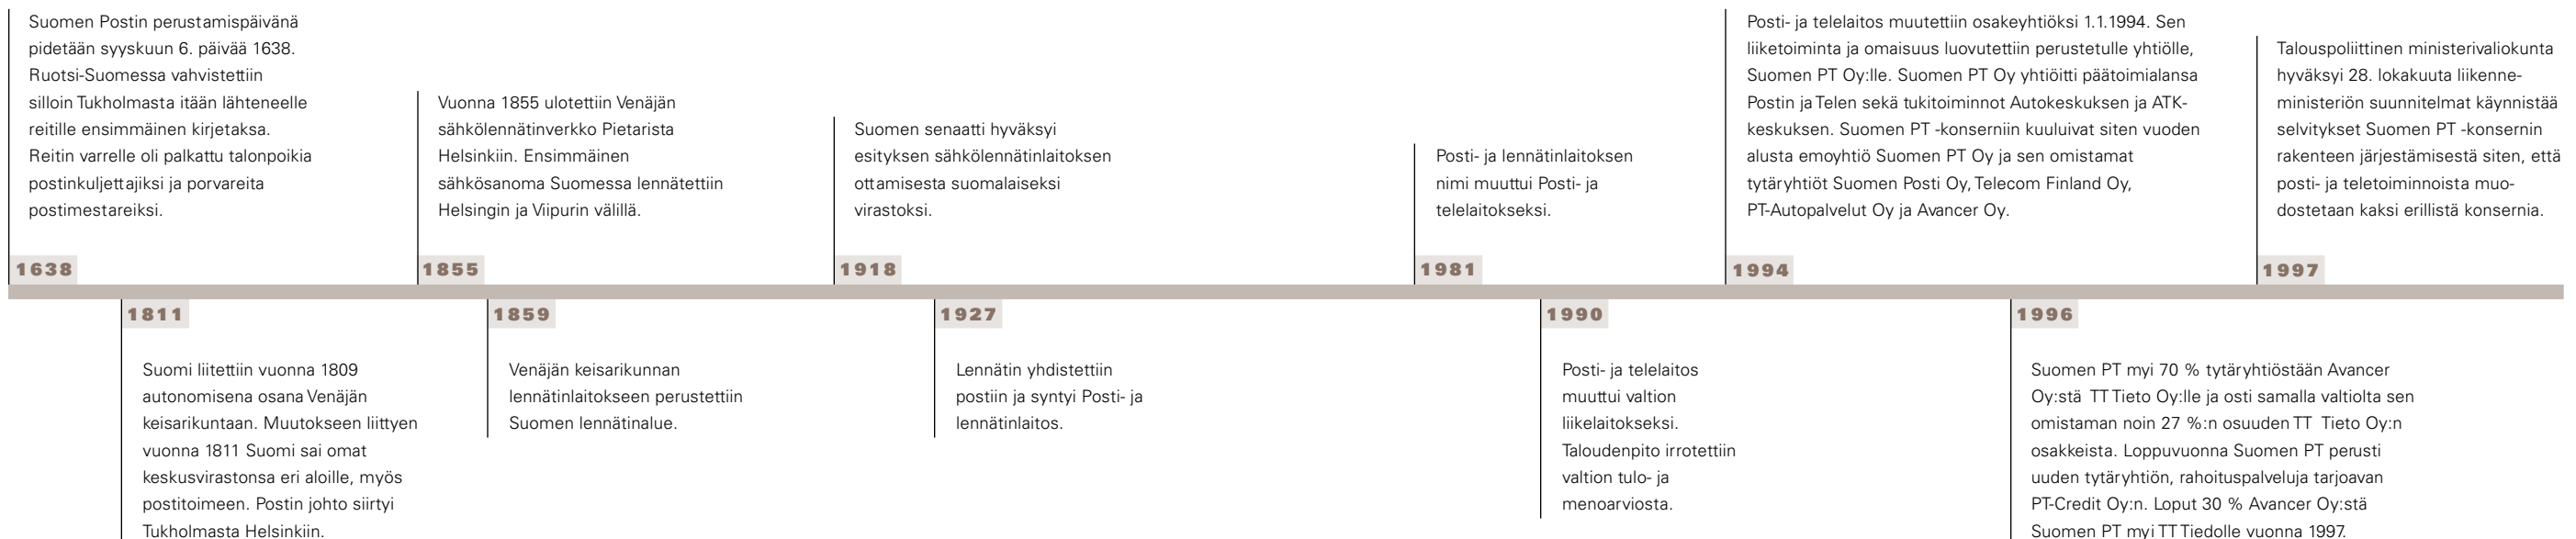 Suomen Postin perustamispäivänä
pidetään syyskuun 6. päivää 1638.
Ruotsi-Suomessa vahvistettiin
silloin Tukholmasta itään lähteneelle
reitille ensimmäinen kirjetaksa.
Reitin varrelle oli palkattu talonpoikia
postinkuljettajiksi ja porvareita
postimestareiksi.
1638
1811
Suomi liitettiin vuonna 1809
autonomisena osana Venäjän
keisarikuntaan. Muutokseen liittyen
vuonna 1811 Suomi sai omat
keskusvirastonsa eri aloille, myös
postitoimeen. Postin johto siirtyi
Tukholmasta Helsinkiin.
Vuonna 1855 ulotettiin Venäjän
sähkölennätinverkko Pietarista
Helsinkiin. Ensimmäinen
sähkösanoma Suomessa lennätettiin
Helsingin ja Viipurin välillä.
1855
1859
Venäjän keisarikunnan
lennätinlaitokseen perustettiin
Suomen lennätinalue.
Suomen senaatti hyväksyi
esityksen sähkölennätinlaitoksen
ottamisesta suomalaiseksi
virastoksi.
1918
1927
Lennätin yhdistettiin
postiin ja syntyi Posti- ja
lennätinlaitos.
Posti- ja lennätinlaitoksen
nimi muuttui Posti- ja
telelaitokseksi.
1981
1990
Posti- ja telelaitos
muuttui valtion
liikelaitokseksi.
Taloudenpito irrotettiin
valtion tulo- ja
menoarviosta.
Posti- ja telelaitos muutettiin osakeyhtiöksi 1.1.1994. Sen
liiketoiminta ja omaisuus luovutettiin perustetulle yhtiölle,
Suomen PT Oy:lle. Suomen PT Oy yhtiöitti päätoimialansa
Postin ja Telen sekä tukitoiminnot Autokeskuksen ja ATK-
keskuksen. Suomen PT -konserniin kuuluivat siten vuoden
alusta emoyhtiö Suomen PT Oy ja sen omistamat
tytäryhtiöt Suomen Posti Oy, Telecom Finland Oy,
PT-Autopalvelut Oy ja Avancer Oy.
1994
1996
Suomen PT myi 70 % tytäryhtiöstään Avancer
Oy:stä TT Tieto Oy:lle ja osti samalla valtiolta sen
omistaman noin 27 %:n osuuden TT Tieto Oy:n
osakkeista. Loppuvuonna Suomen PT perusti
uuden tytäryhtiön, rahoituspalveluja tarjoavan
PT-Credit Oy:n. Loput 30 % Avancer Oy:stä
Suomen PT myi TT Tiedolle vuonna 1997.
Talouspoliittinen ministerivaliokunta
hyväksyi 28. lokakuuta liikenne-
ministeriön suunnitelmat käynnistää
selvitykset Suomen PT -konsernin
rakenteen järjestämisestä siten, että
posti- ja teletoiminnoista muo-
dostetaan kaksi erillistä konsernia.
1997